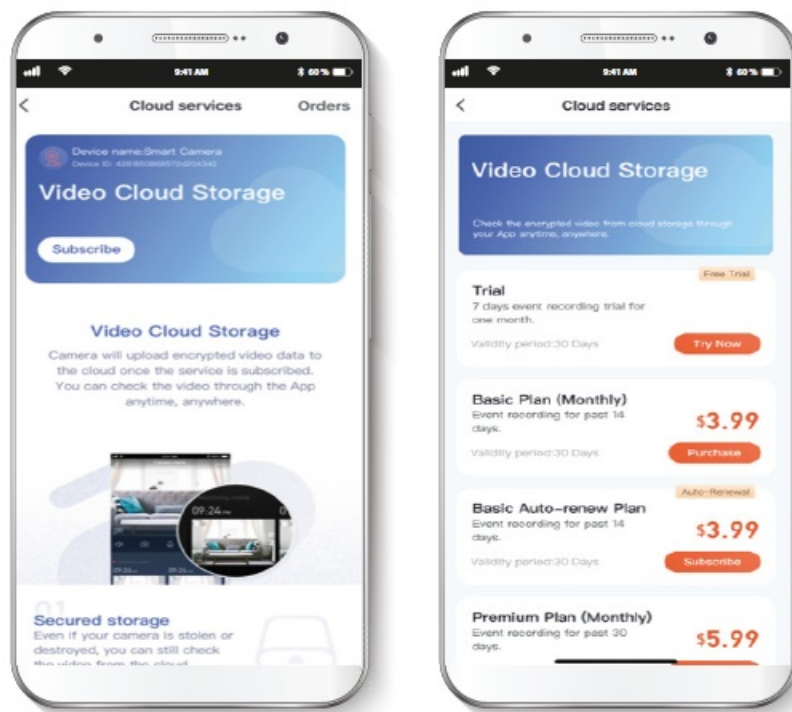 9:41 AM
60%
Cloud services
Orders
Device name:Smart Camera
Video Cloud Storage
Subscribe
Video Cloud Storage
Camera will upload encrypted video data to
the cloud once the service is subscribed.
You can check the video through the App
anytime, anywhere.
09:24
01
Secured storage
Even if your camera is stolen or
destroyed, you can still check
the video from the cloud
9:41 AM
60%
Cloud services
Video Cloud Storage
Check the encrypted video from cloud storage through
your App anytime, anywhere.
Free Trial
Trial
7 days event recording trial for
one month.
Validity period:30 Days
Try Now
Basic Plan (Monthly)
Event recording for past 14
days.
$3.99
Validity period:30 Days
Purchase
Auto-Renewal
Basic Auto-renew Plan
Event recording for past 14
days.
$3.99
Validity period:30 Days
Subscribe
Premium Plan (Monthly)
Event recording for past 30
days.
$5.99